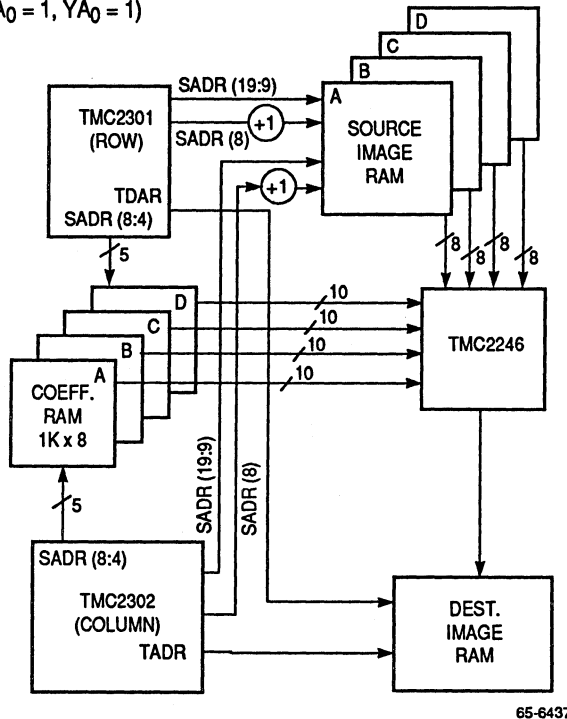 A0 = 1, YA0 = 1)
D
C
B
A
SOURCE
IMAGE
RAM
TMC2301
(ROW)
SADR (19:9)
SADR (8)
+1
+1
TDAR
SADR (8:4)
5
8
8
8
8
D
C
B
A
COEFF.
RAM
1K x 8
10
10
10
10
TMC2246
5
SADR (19:9)
SADR (8)
SADR (8:4)
TMC2302
(COLUMN)
TADR
DEST.
IMAGE
RAM
65-6437